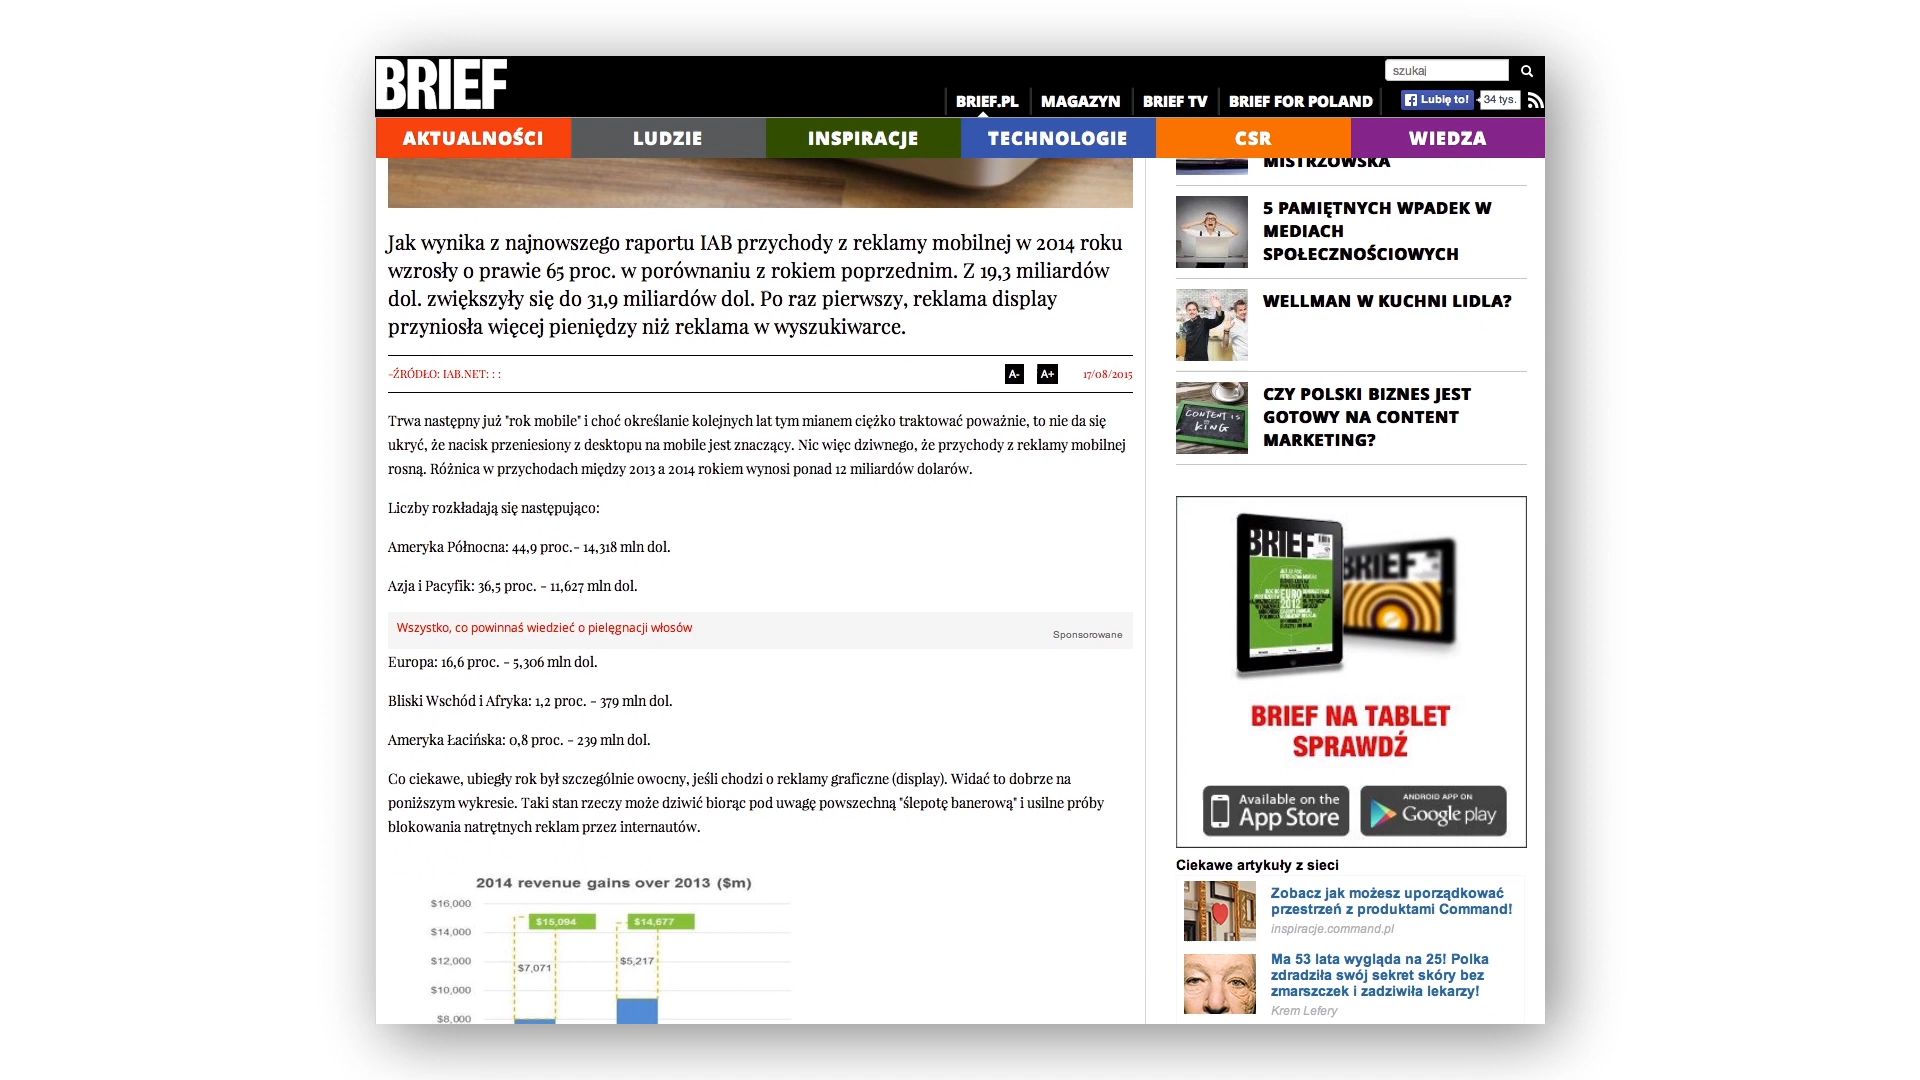 BRIEF
szukaj
BRIEF.PL
MAGAZYN
BRIEF TV
BRIEF FOR POLAND
Lubię to!
34 tys.
AKTUALNOŚCI
LUDZIE
INSPIRACJE
TECHNOLOGIE
CSR
WIEDZA
Jak wynika z najnowszego raportu IAB przychody z reklamy mobilnej w 2014 roku
wzrosły o prawie 65 proc. w porównaniu z rokiem poprzednim. Z 19,3 miliardów
dol. zwiększyły się do 31,9 miliardów dol. Po raz pierwszy, reklama display
przyniosła więcej pieniędzy niż reklama w wyszukiwarce.
-ŹRÓDŁO: IAB.NET: : :
A-
A+
17/08/2015
Trwa następny już "rok mobile" i choć określanie kolejnych lat tym mianem ciężko traktować poważnie, to nie da się
ukryć, że nacisk przeniesiony z desktopu na mobile jest znaczący. Nic więc dziwnego, że przychody z reklamy mobilnej
rosną. Różnica w przychodach między 2013 a 2014 rokiem wynosi ponad 12 miliardów dolarów.
Liczby rozkładają się następująco:
Ameryka Północna: 44,9 proc.- 14,318 mln dol.
Azja i Pacyfik: 36,5 proc. - 11,627 mln dol.
Wszystko, co powinnaś wiedzieć o pielęgnacji włosów
Sponsorowane
Europa: 16,6 proc. - 5,306 mln dol.
Bliski Wschód i Afryka: 1,2 proc. - 379 mln dol.
Ameryka Łacińska: 0,8 proc. - 239 mln dol.
Co ciekawe, ubiegły rok był szczególnie owocny, jeśli chodzi o reklamy graficzne (display). Widać to dobrze na
poniższym wykresie. Taki stan rzeczy może dziwić biorąc pod uwagę powszechną "ślepotę banerową" i usilne próby
blokowania natrętnych reklam przez internautów.
2014 revenue gains over 2013 ($m)
$16,000
$14,000
$12,000
$10,000
$8,000
$15,094
$14,677
$7,071
$5,217
MISTRZOWSKA
5 PAMIĘTNYCH WPADEK W
MEDIACH
SPOŁECZNOŚCIOWYCH
WELLMAN W KUCHNI LIDLA?
CONTENT IS
KING
CZY POLSKI BIZNES JEST
GOTOWY NA CONTENT
MARKETING?
BRIEF
EURO
2012
BRIEF
BRIEF NA TABLET
SPRAWDŹ
Available on the
App Store
ANDROID APP ON
Google play
Ciekawe artykuły z sieci
Zobacz jak możesz uporządkować
przestrzeń z produktami Command!
inspiracje.command.pl
Ma 53 lata wygląda na 25! Polka
zdradziła swój sekret skóry bez
zmarszczek i zadziwiła lekarzy!
Krem Lefery